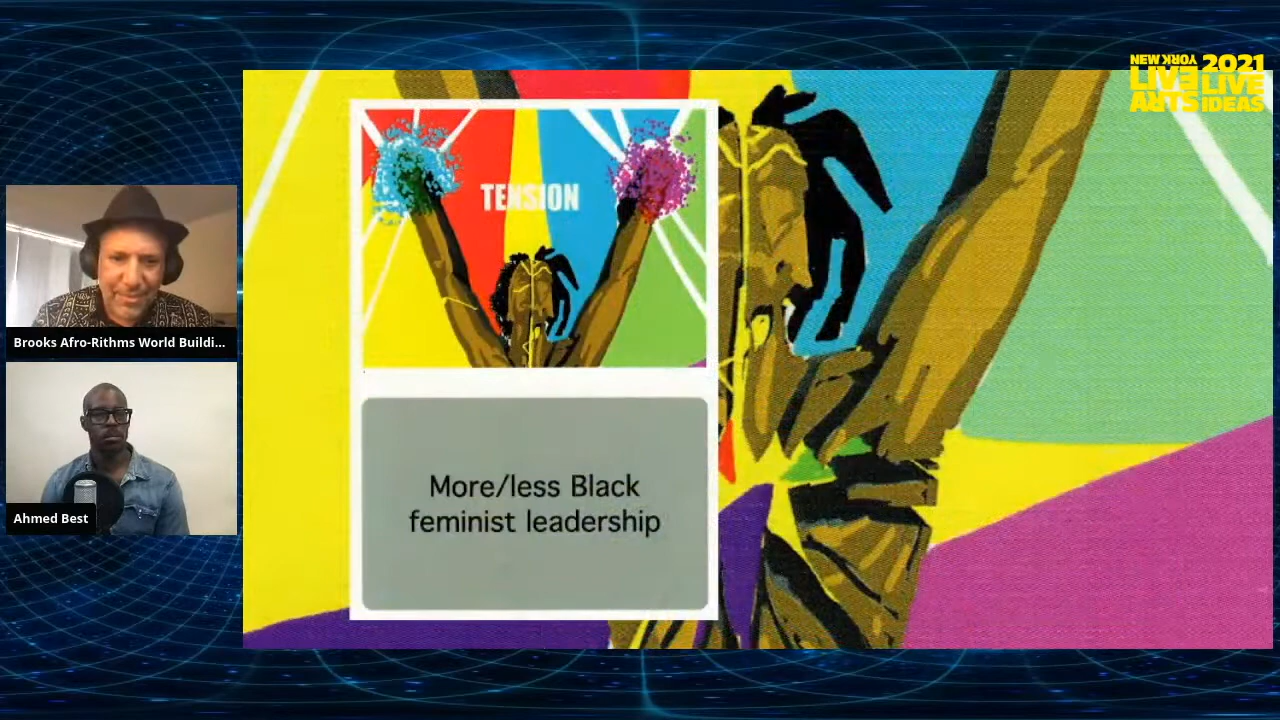 NEW YORK
LIVE
ARTS
2021
LIVE
IDEAS
TENSION
More/less Black
feminist leadership
Brooks Afro-Rithms World Buildi...
Ahmed Best